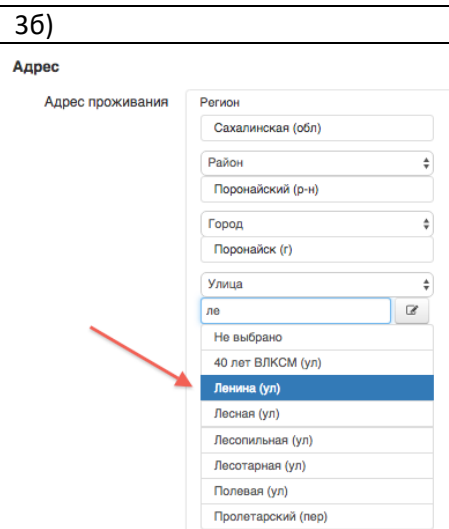 3б)
Адрес
Адрес проживания Регион
Сахалинская (обл)
Район
Поронайский (р-н)
Город
Поронайск (г)
Улица
ле
Не выбрано
40 лет ВЛКСМ (ул)
Ленина (ул)
Лесная (ул)
Лесопильная (ул)
Лесотарная (ул)
Полевая (ул)
Пролетарский (пер)